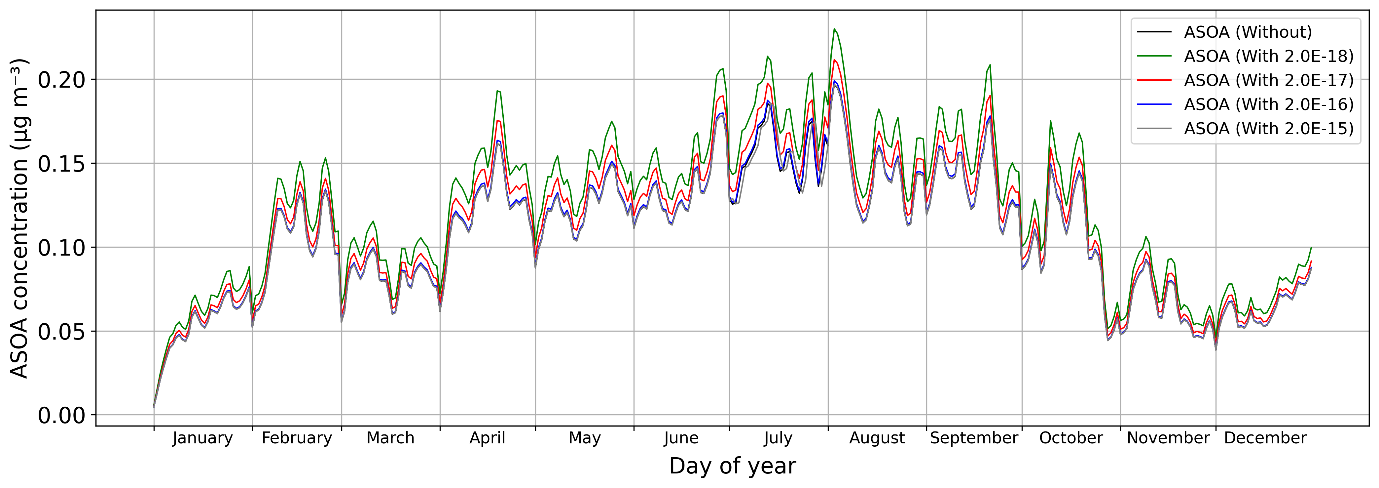 ASOA concentration (μg m⁻³)
0.20
0.15
0.10
0.05
0.00
ASOA (Without)
ASOA (With 2.0E-18)
ASOA (With 2.0E-17)
ASOA (With 2.0E-16)
ASOA (With 2.0E-15)
January February March April May June July August September October November December
Day of year